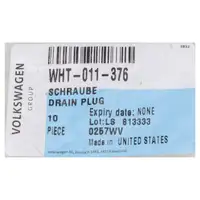 VOLKSWAGEN
GROUP
WHT-011-376
SCHRAUBE
DRAIN PLUG
Expiry date: NONE
10
Lot:LS 813333
PIECE
0257WV
Made in UNITED STATES